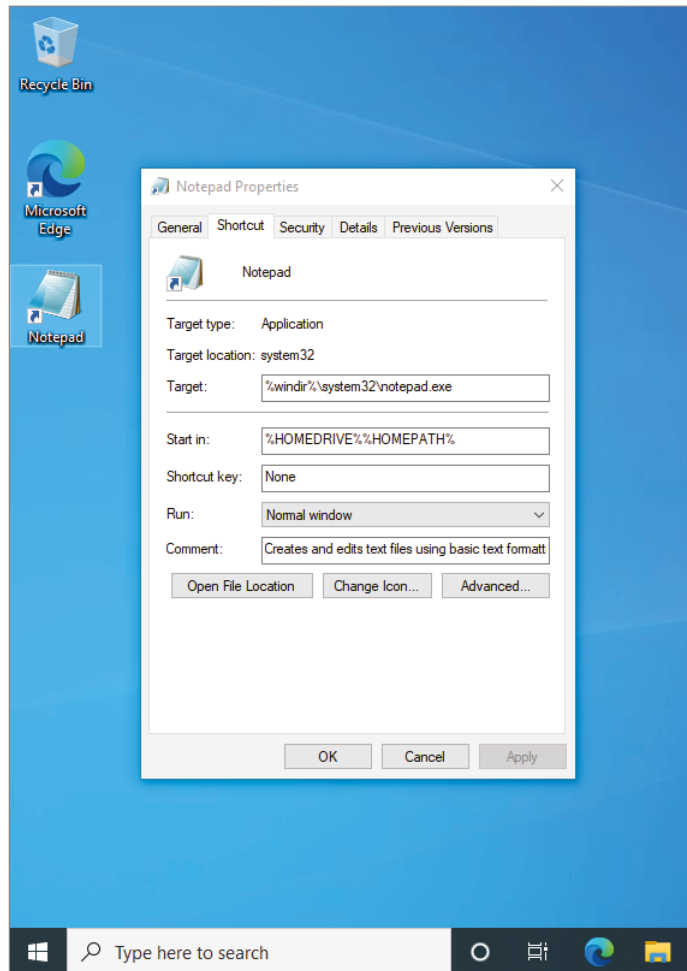 Recycle Bin
Microsoft
Edge
Notepad
Notepad Properties
General Shortcut Security Details Previous Versions
Notepad
Target type: Application
Target location: system32
Target: %windir%\system32\notepad.exe
Start in: %HOMEDRIVE%%HOMEPATH%
Shortcut key: None
Run: Normal window
Comment: Creates and edits text files using basic text formatt
Open File Location Change Icon... Advanced...
OK Cancel Apply
Type here to search